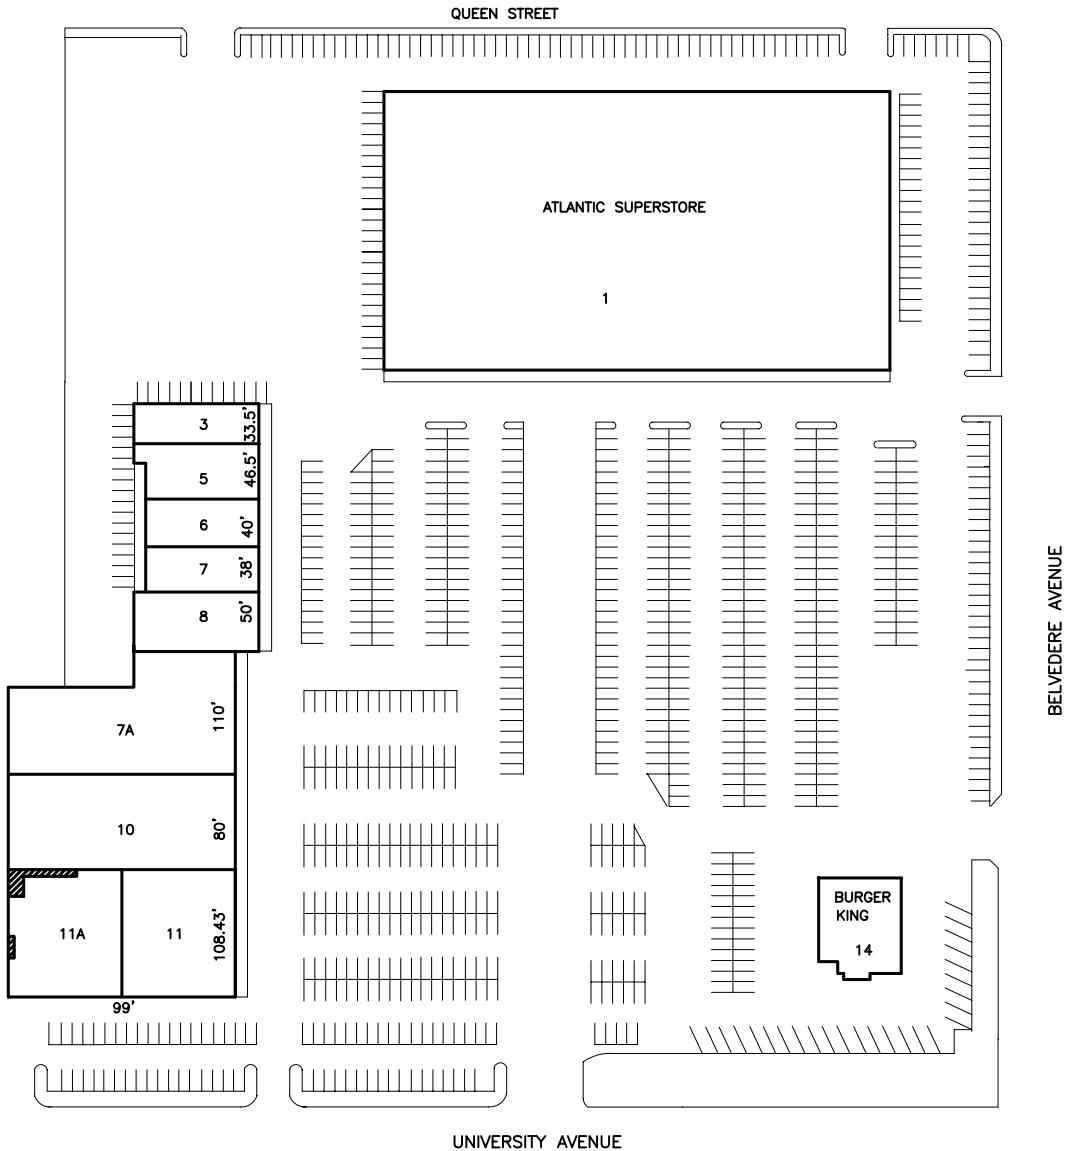 QUEEN STREET
ATLANTIC SUPERSTORE
1
3
33.5'
5
46.5'
6
40'
7
38'
8
50'
7A
110'
10
80'
11A
11
108.43'
99'
BURGER
KING
14
BELVEDERE AVENUE
UNIVERSITY AVENUE